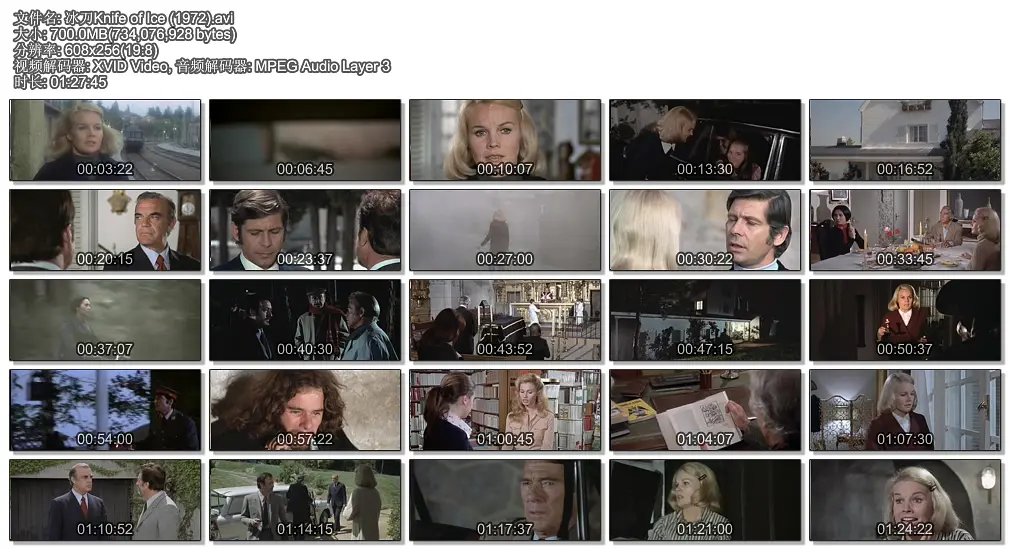 文件名: 冰刀Knife of Ice (1972).avi
大小: 700.0MB(734,076,928 bytes)
分辨率: 608x256(19:8)
视频解码器: XVID Video, 音频解码器: MPEG Audio Layer 3
时长: 01:27:45
00:03:22 00:06:45 00:10:07 00:13:30 00:16:52
00:20:15 00:23:37 00:27:00 00:30:22 00:33:45
00:37:07 00:40:30 00:43:52 00:47:15 00:50:37
00:54:00 00:57:22 01:00:45 01:04:07 01:07:30
01:10:52 01:14:15 01:17:37 01:21:00 01:24:22